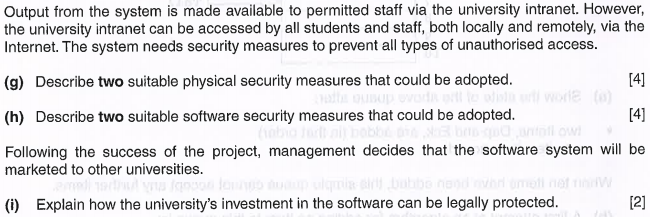 Output from the system is made available to permitted staff via the university intranet. However,
the university intranet can be accessed by all students and staff, both locally and remotely, via the
Internet. The system needs security measures to prevent all types of unauthorised access.
(g) Describe two suitable physical security measures that could be adopted. [4]
(h) Describe two suitable software security measures that could be adopted. [4]
Following the success of the project, management decides that the software system will be
marketed to other universities.
(i) Explain how the university's investment in the software can be legally protected. [2]